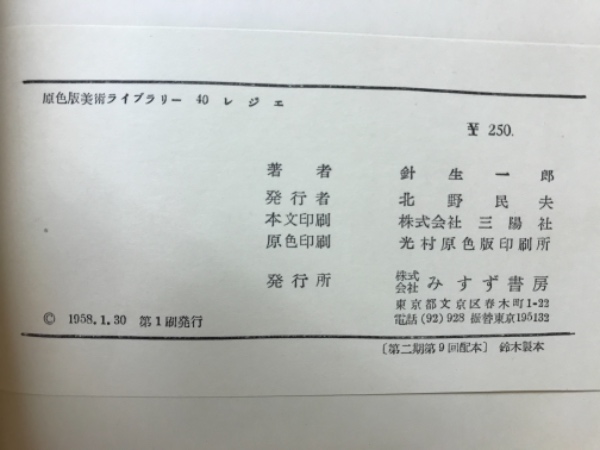 原色版美術ライブラリー 40 レジェ
¥ 250.
著者 針生一郎
発行者 北野民夫
本文印刷 株式会社 三陽社
原色印刷 光村原色版印刷所
発行所 株式会社 みすず書房
東京都文京区春木町1-22
電話(92)928 振替東京195132
© 1958.1.30 第1刷発行
〔第二期第9回配本〕 鈴木製本